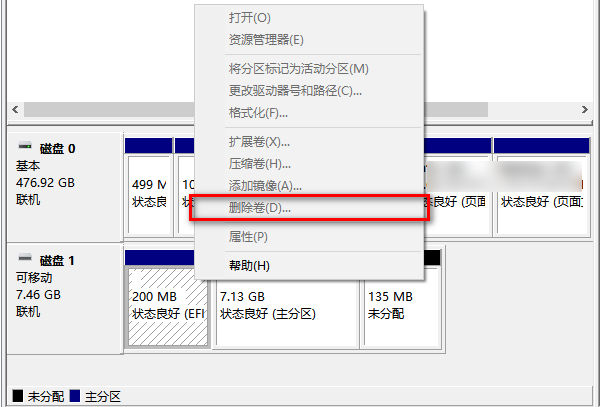 打开(O)
资源管理器(E)
将分区标记为活动分区(M)
更改驱动器号和路径(C)...
格式化(F)...
扩展卷(X)...
压缩卷(H)...
添加镜像(A)...
删除卷(D)...
属性(P)
帮助(H)
磁盘 0
基本
476.92 GB
联机
499 M
状态良
10
状态良好 (页面
状态良好 (页面
磁盘 1
可移动
7.46 GB
联机
200 MB
状态良好 (EFI
7.13 GB
状态良好 (主分区)
135 MB
未分配
未分配
主分区